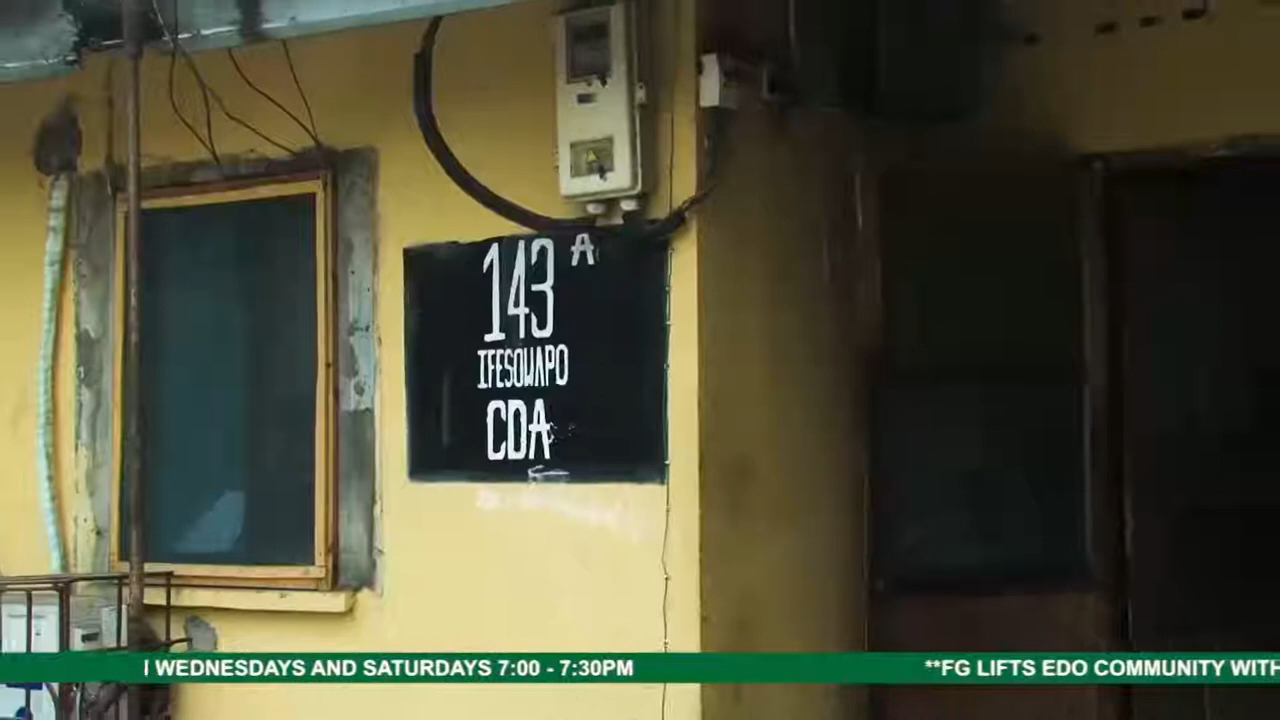 143 A
IFESOWAPO
CDA
WEDNESDAYS AND SATURDAYS 7:00 - 7:30PM
**FG LIFTS EDO COMMUNITY WITH